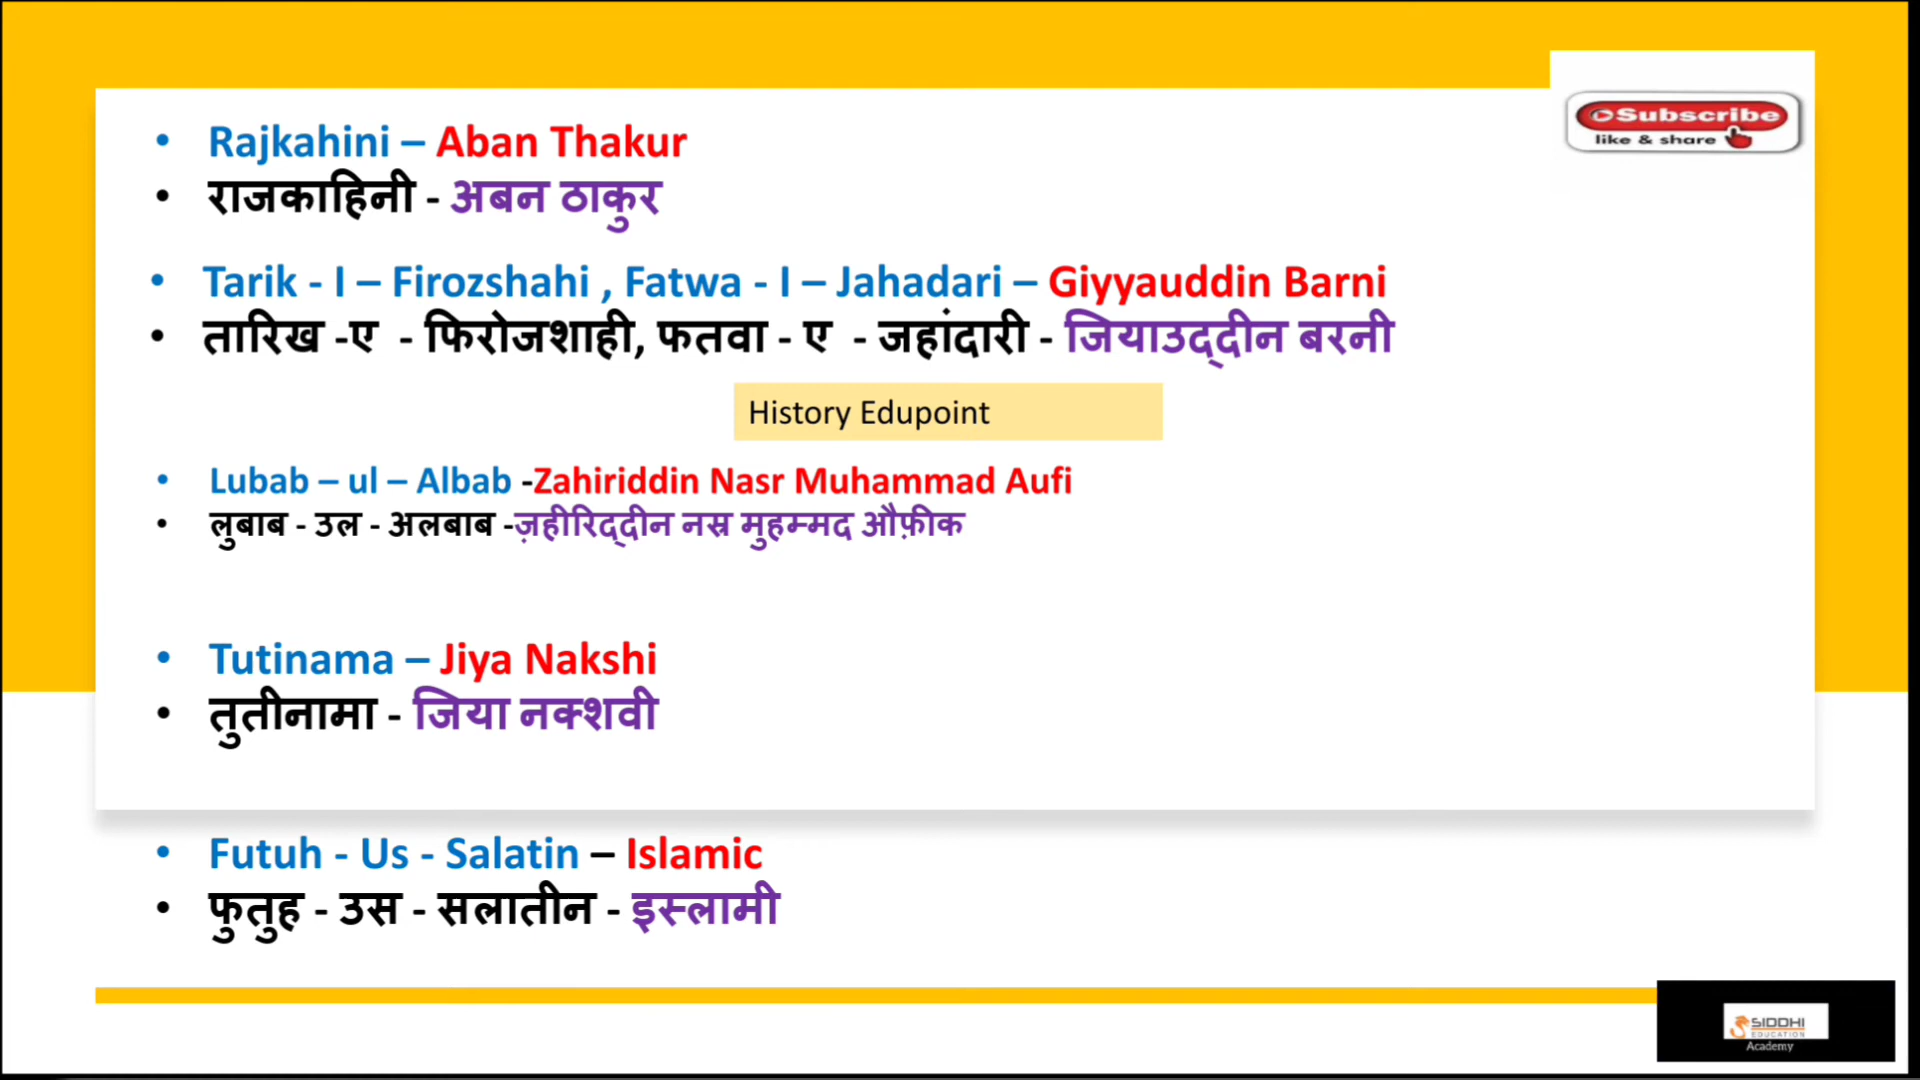 Subscribe
like & share
Rajkahini – Aban Thakur
राजकाहिनी - अबन ठाकुर
Tarik - I – Firozshahi , Fatwa - I – Jahadari – Giyyauddin Barni
तारिख -ए - फिरोजशाही, फतवा - ए - जहांदारी - जियाउद्दीन बरनी
History Edupoint
Lubab – ul – Albab -Zahiriddin Nasr Muhammad Aufi
लुबाब - उल - अलबाब -ज़हीरिद्दीन नस्र मुहम्मद औफ़ीक
Tutinama – Jiya Nakshi
तुतीनामा - जिया नक्शवी
Futuh - Us - Salatin – Islamic
फुतुह - उस - सलातीन - इस्लामी
SIDDHI
EDUCATION
Academy